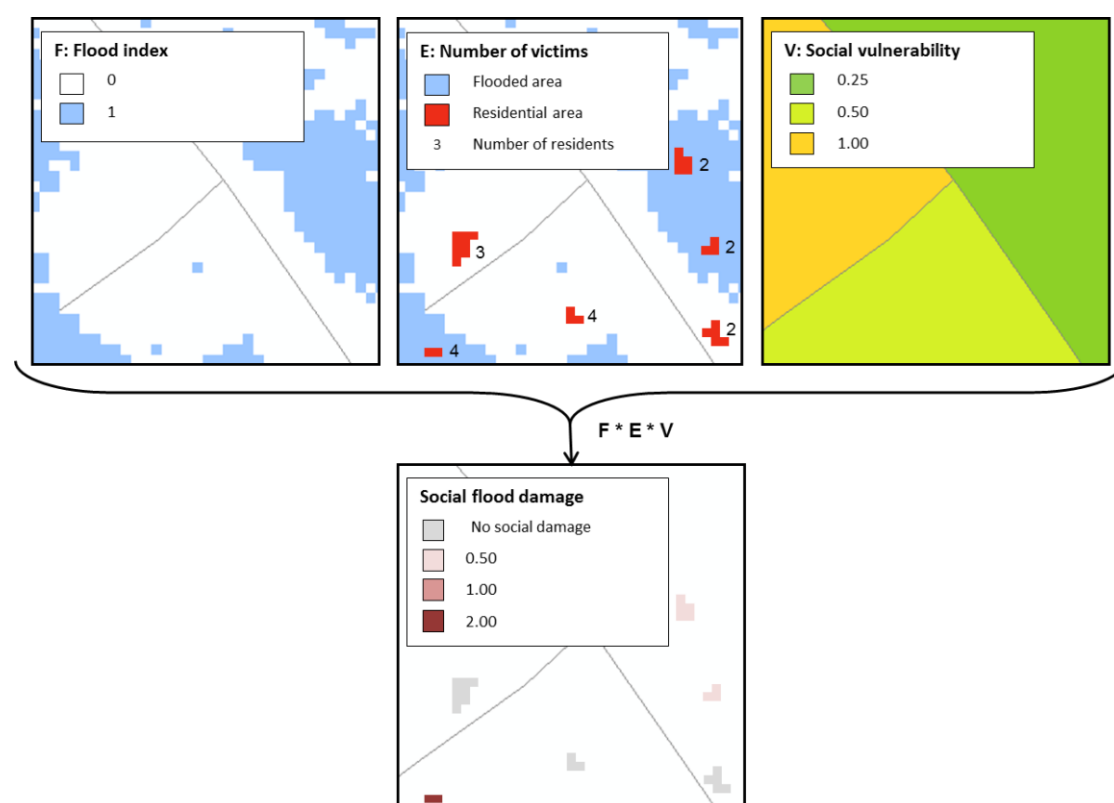 F: Flood index
0
1
E: Number of victims
Flooded area
Residential area
3 Number of residents
2
2
3
4
2
4
V: Social vulnerability
0.25
0.50
1.00
F * E * V
Social flood damage
No social damage
0.50
1.00
2.00